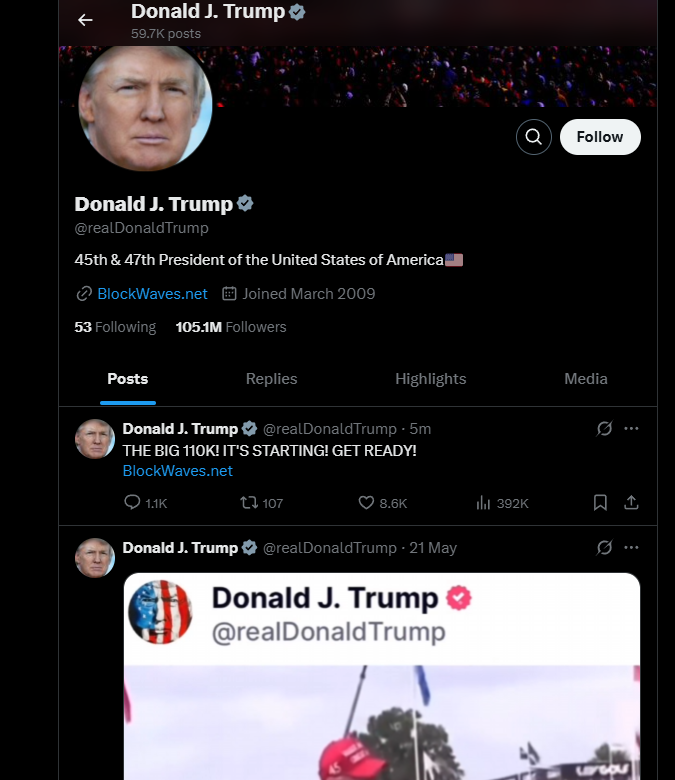 Donald J. Trump
59.7K posts
Follow
Donald J. Trump
@realDonaldTrump
45th & 47th President of the United States of America
BlockWaves.net Joined March 2009
53 Following 105.1M Followers
Posts Replies Highlights Media
Donald J. Trump @realDonaldTrump · 5m
THE BIG 110K! IT'S STARTING! GET READY!
BlockWaves.net
1.1K 107 8.6K 392K
Donald J. Trump @realDonaldTrump · 21 May
Donald J. Trump
@realDonaldTrump
45